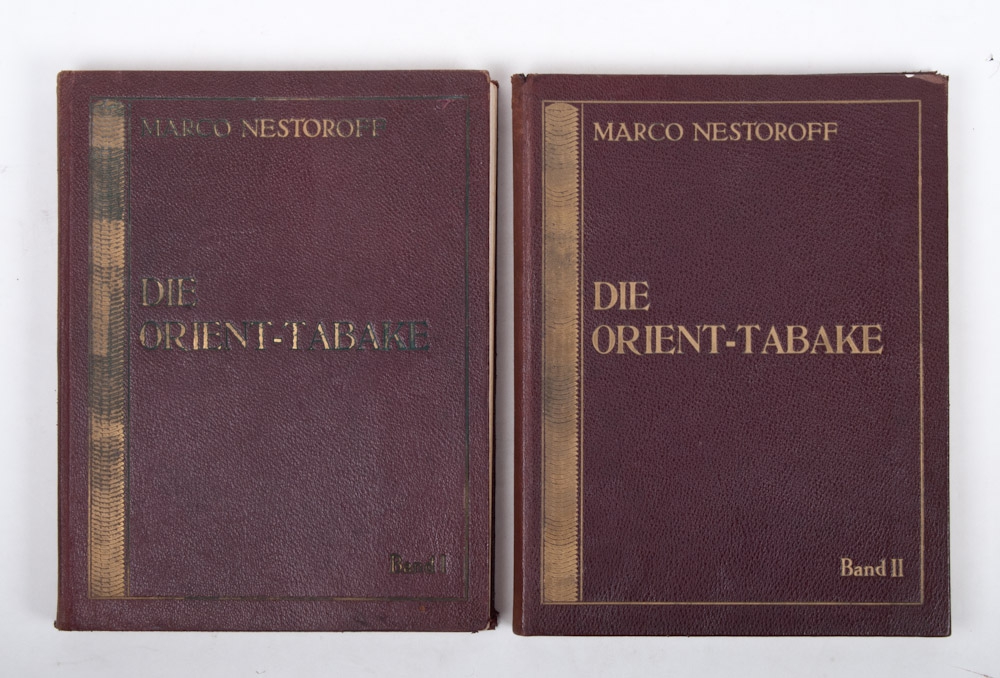 MARCO NESTOROFF
DIE
ORIENT-TABAKE
Band I
MARCO NESTOROFF
DIE
ORIENT-TABAKE
Band II